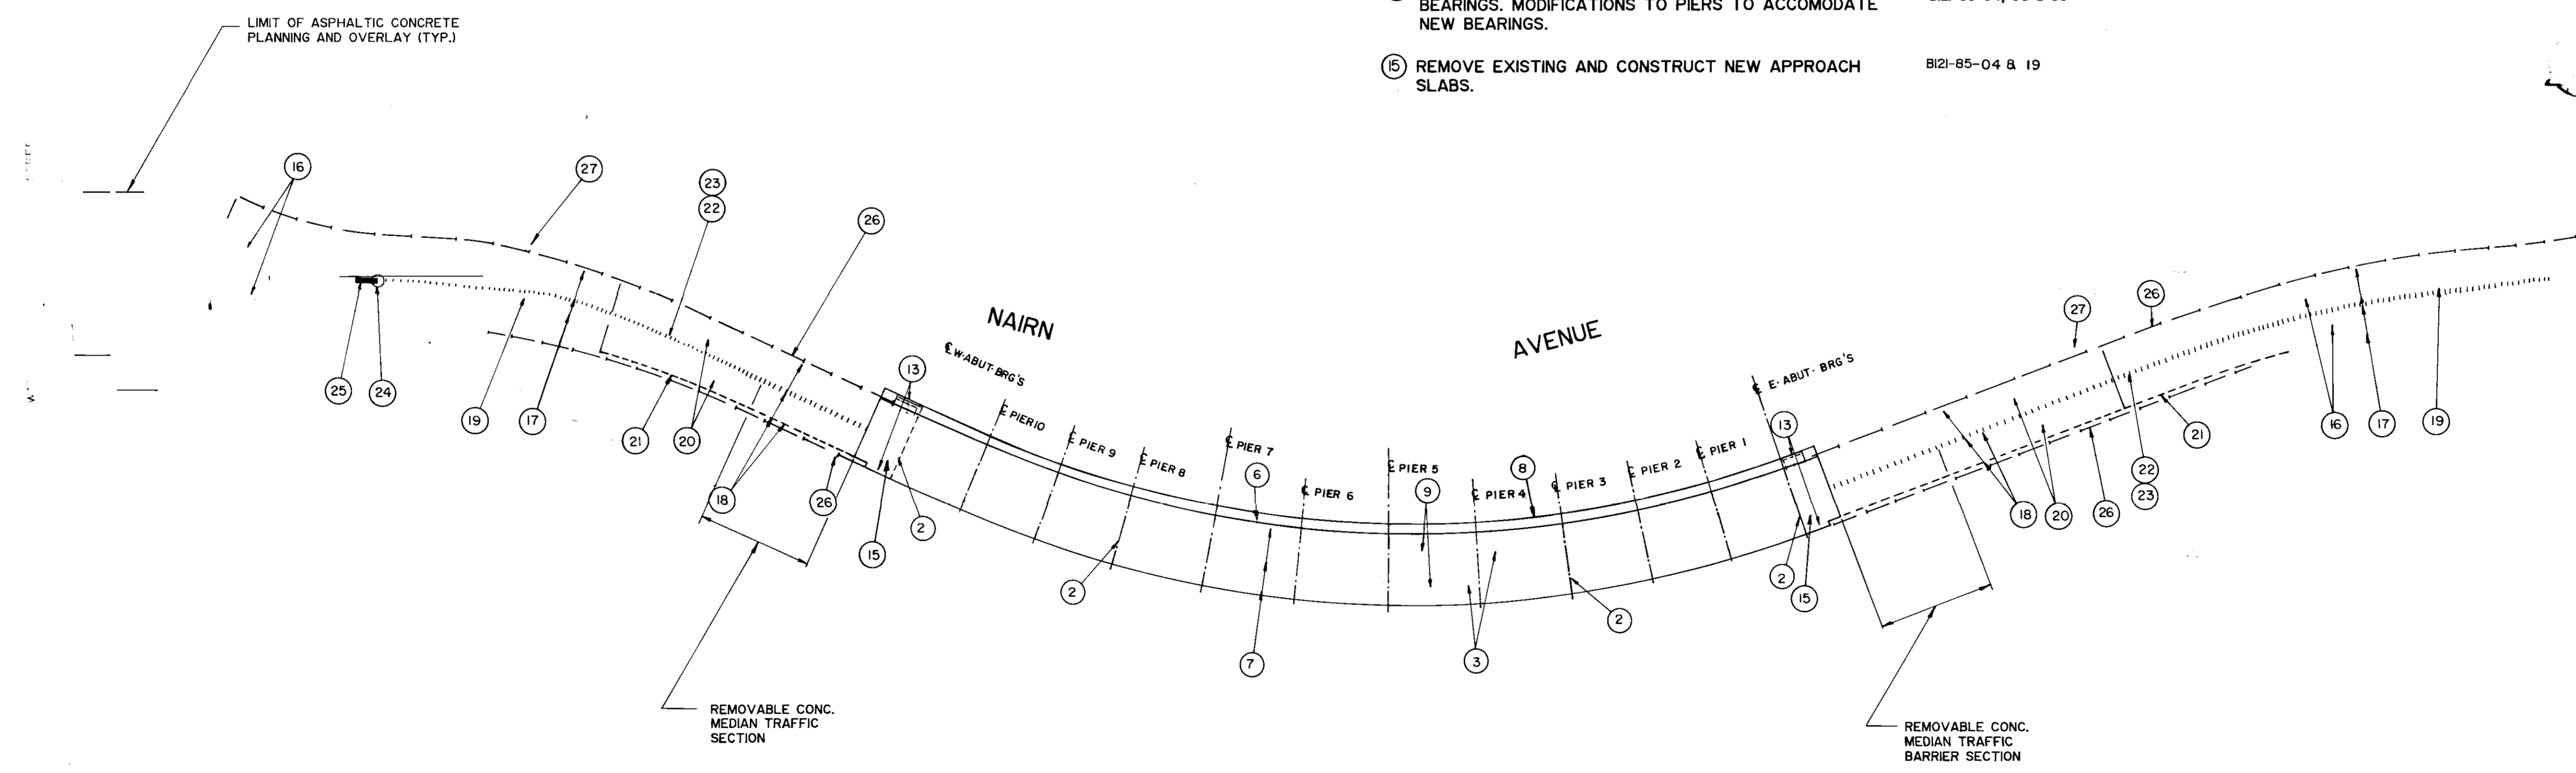 LIMIT OF ASPHALTIC CONCRETE
PLANNING AND OVERLAY (TYP.)
BEARINGS. MODIFICATIONS TO PIERS TO ACCOMODATE
NEW BEARINGS.
15 REMOVE EXISTING AND CONSTRUCT NEW APPROACH
SLABS.
B121-85-04 & 19
16
27
23
22
26
NAIRN
AVENUE
℄ W. ABUT. BRG'S
13
℄ PIER 10
℄ PIER 9
℄ PIER 8
℄ PIER 7
6
℄ PIER 6
℄ PIER 5
9
℄ PIER 4
8
℄ PIER 3
℄ PIER 2
℄ PIER 1
℄ E. ABUT. BRG'S
13
27
26
25
24
19
17
21
20
18
26
15
2
2
7
3
2
2
15
18
20
26
22
23
21
16
17
19
REMOVABLE CONC.
MEDIAN TRAFFIC
SECTION
REMOVABLE CONC.
MEDIAN TRAFFIC
BARRIER SECTION